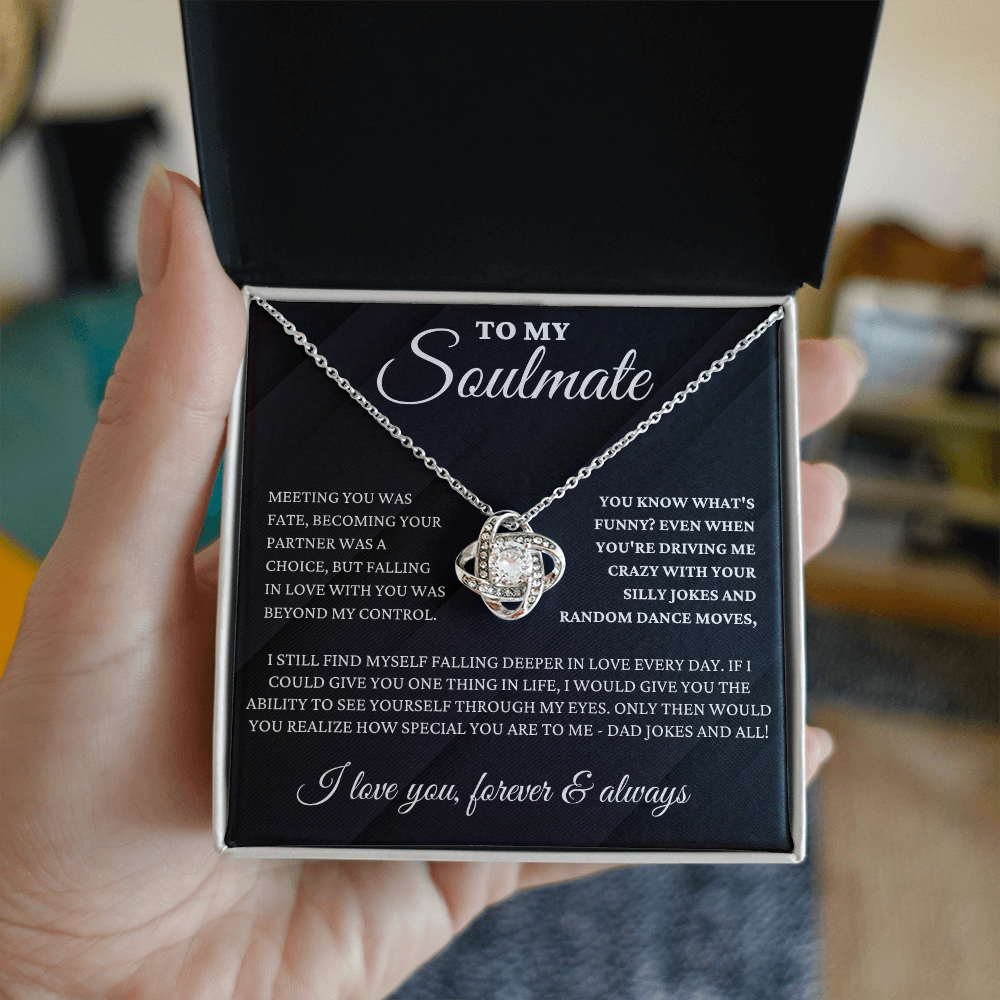 TO MY
Soulmate
MEETING YOU WAS
FATE, BECOMING YOUR
PARTNER WAS A
CHOICE, BUT FALLING
IN LOVE WITH YOU WAS
BEYOND MY CONTROL.
YOU KNOW WHAT'S
FUNNY? EVEN WHEN
YOU'RE DRIVING ME
CRAZY WITH YOUR
SILLY JOKES AND
RANDOM DANCE MOVES,
I STILL FIND MYSELF FALLING DEEPER IN LOVE EVERY DAY. IF I
COULD GIVE YOU ONE THING IN LIFE, I WOULD GIVE YOU THE
ABILITY TO SEE YOURSELF THROUGH MY EYES. ONLY THEN WOULD
YOU REALIZE HOW SPECIAL YOU ARE TO ME - DAD JOKES AND ALL!
I love you, forever & always